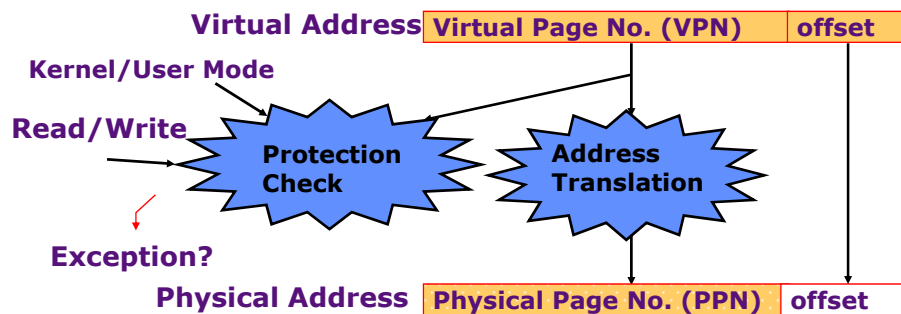 Virtual Address Virtual Page No. (VPN) offset
Kernel/User Mode
Read/Write
Protection
Check
Address
Translation
Exception?
Physical Address Physical Page No. (PPN) offset